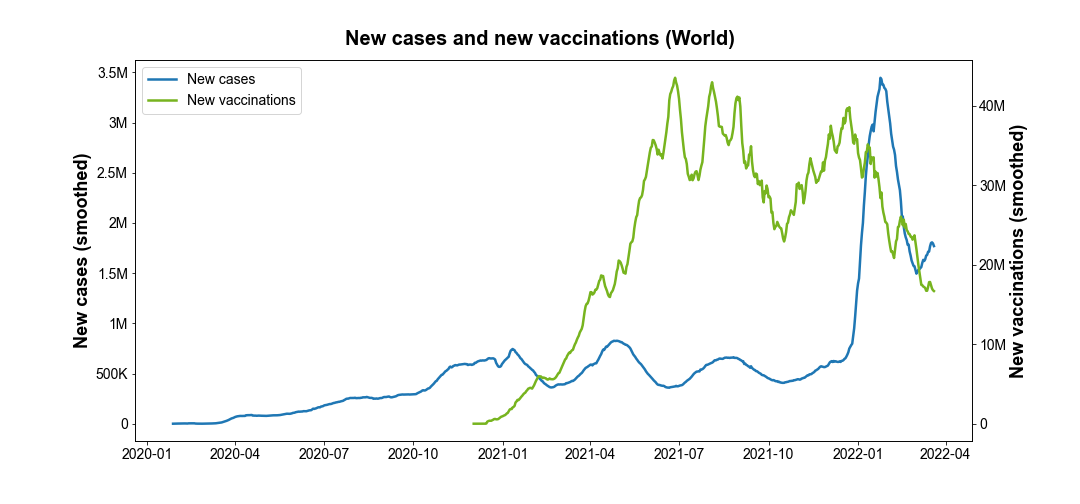 New cases and new vaccinations (World)
New cases
New vaccinations
New cases (smoothed)
3.5M
3M
2.5M
2M
1.5M
1M
500K
0
New vaccinations (smoothed)
40M
30M
20M
10M
0
2020-01 2020-04 2020-07 2020-10 2021-01 2021-04 2021-07 2021-10 2022-01 2022-04